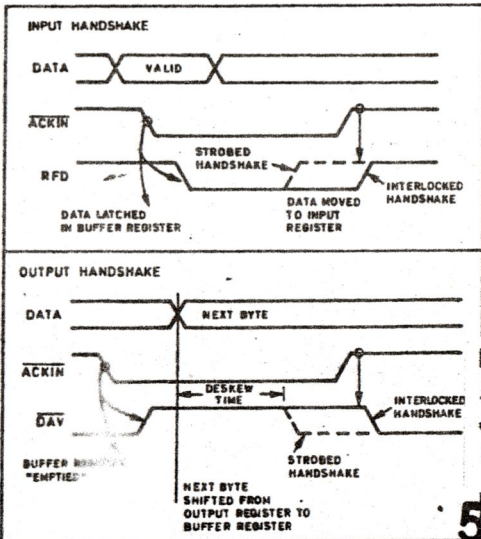 INPUT HANDSHAKE
DATA
VALID
ACKIN
STROBED
HANDSHAKE
RFD
INTERLOCKED
HANDSHAKE
DATA LATCHED
IN BUFFER REGISTER
DATA MOVED
TO INPUT
REGISTER
OUTPUT HANDSHAKE
DATA
NEXT BYTE
ACKIN
DESKEW
TIME
DAV
INTERLOCKED
HANDSHAKE
BUFFER
"EMPTIED"
STROBED
HANDSHAKE
NEXT BYTE
SHIFTED FROM
OUTPUT REGISTER TO
BUFFER REGISTER
5